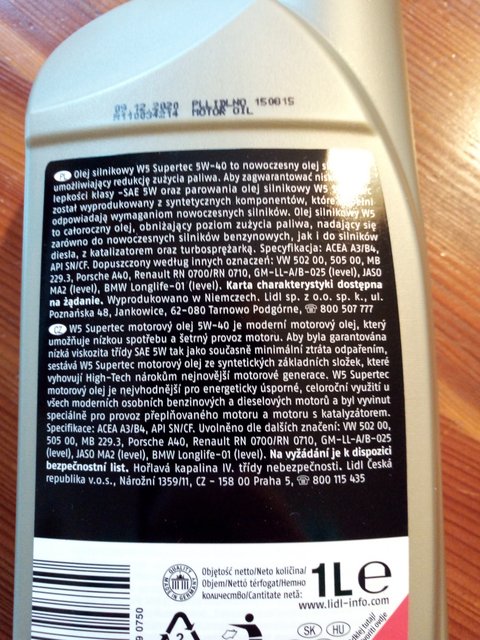 09.12.2020 PLLIDLNO 150815
M110034214 MOTOR OIL
PL Olej silnikowy W5 Supertec 5W-40 to nowoczesny olej
umożliwiający redukcję zużycia paliwa. Aby zagwarantować
lepkości klasy -SAE 5W oraz parowania olej silnikowy W5
został wyprodukowany z syntetycznych komponentów,
odpowiadają wymaganiom nowoczesnych silników. Olej silnikowy W5
to całoroczny olej, obniżający poziom zużycia paliwa, nadający się
zarówno do nowoczesnych silników benzynowych, jak i do silników
diesla, z katalizatorem oraz turbosprężarką. Specyfikacja: ACEA A3/B4,
API SN/CF. Dopuszczony według innych oznaczeń: VW 502 00, 505 00, MB
229.3, Porsche A40, Renault RN 0700/RN 0710, GM-LL-A/B-025 (level), JASO
MA2 (level), BMW Longlife-01 (level). Karta charakterystyki dostępna
na żądanie. Wyprodukowano w Niemczech. Lidl sp. z o.o. sp. k., ul.
Poznańska 48, Jankowice, 62-080 Tarnowo Podgórne, ☏ 800 507 777
CZ W5 Supertec motorový olej 5W-40 je moderní motorový olej, který
umožňuje nízkou spotřebu a šetrný provoz motoru. Aby byla garantována
nízká viskozita třídy SAE 5W tak jako současně minimální ztráta odpařením,
sestává W5 Supertec motorový olej ze syntetických základních složek, které
vyhovují High-Tech nárokům nejnovější motorové generace. W5 Supertec
motorový olej je nejvhodnější pro energeticky úsporné, celoroční využití u
všech moderních osobních benzinových a dieselových motorů a byl vyvinut
speciálně pro provoz přeplňovaného motoru a motoru s katalyzátorem.
Specifikace: ACEA A3/B4, API SN/CF. Uvolněno dle dalších značení: VW 502 00,
505 00, MB 229.3, Porsche A40, Renault RN 0700/RN 0710, GM-LL-A/B-025
(level), JASO MA2 (level), BMW Longlife-01 (level). Na vyžádání je k dispozici
bezpečnostní list. Hořlavá kapalina IV. třídy nebezpečnosti. Lidl Česká
republika v.o.s., Nárožní 1359/11, CZ - 158 00 Praha 5, ☏ 800 115 435
Objętość netto/Neto količina/
Objem/Nettó térfogat/Нетно
количество/Cantitate netă:
1L e
www.lidl-info.com
QUALITY
9 0750
2
SK HU